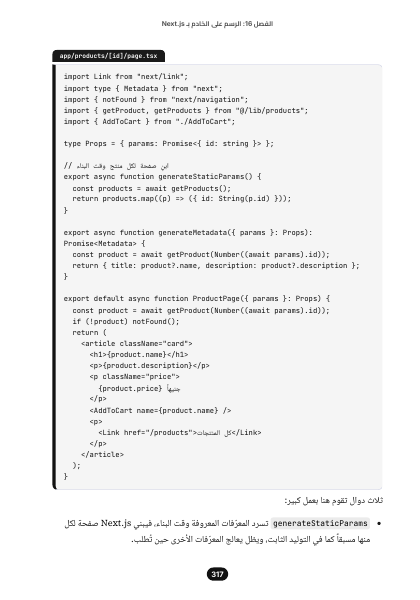 الفصل 16: الرسم على الخادم بـ Next.js
app/products/[id]/page.tsx
import Link from "next/link";
import type { Metadata } from "next";
import { notFound } from "next/navigation";
import { getProduct, getProducts } from "@/lib/products";
import { AddToCart } from "./AddToCart";
type Props = { params: Promise<{ id: string }> };
// ابنِ صفحة لكل منتج وقت البناء
export async function generateStaticParams() {
  const products = await getProducts();
  return products.map((p) => ({ id: String(p.id) }));
}
export async function generateMetadata({ params }: Props):
Promise<Metadata> {
  const product = await getProduct(Number((await params).id));
  return { title: product?.name, description: product?.description };
}
export default async function ProductPage({ params }: Props) {
  const product = await getProduct(Number((await params).id));
  if (!product) notFound();
  return (
    <article className="card">
      <h1>{product.name}</h1>
      <p>{product.description}</p>
      <p className="price">
        {product.price} جنيهاً
      </p>
      <AddToCart name={product.name} />
      <p>
        <Link href="/products">كل المنتجات</Link>
      </p>
    </article>
  );
}
ثلاث دوال تقوم هنا بعمل كبير:
• generateStaticParams تسرد المعرّفات المعروفة وقت البناء، فيبني Next.js صفحة لكل
منها مسبقاً كما في التوليد الثابت، ويظل يعالج المعرّفات الأخرى حين تُطلب.
317